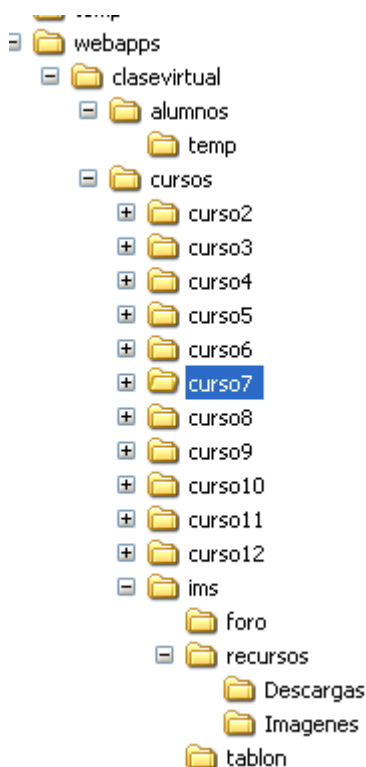 temp
webapps
clasevirtual
alumnos
temp
cursos
curso2
curso3
curso4
curso5
curso6
curso7
curso8
curso9
curso10
curso11
curso12
ims
foro
recursos
Descargas
Imagenes
tablon